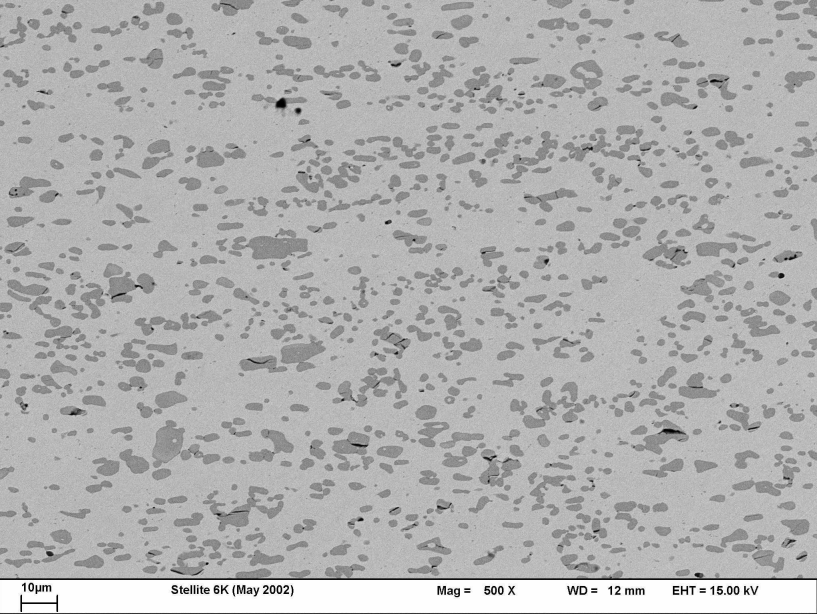 10µm
Stellite 6K (May 2002)
Mag = 500 X
WD = 12 mm
EHT = 15.00 kV